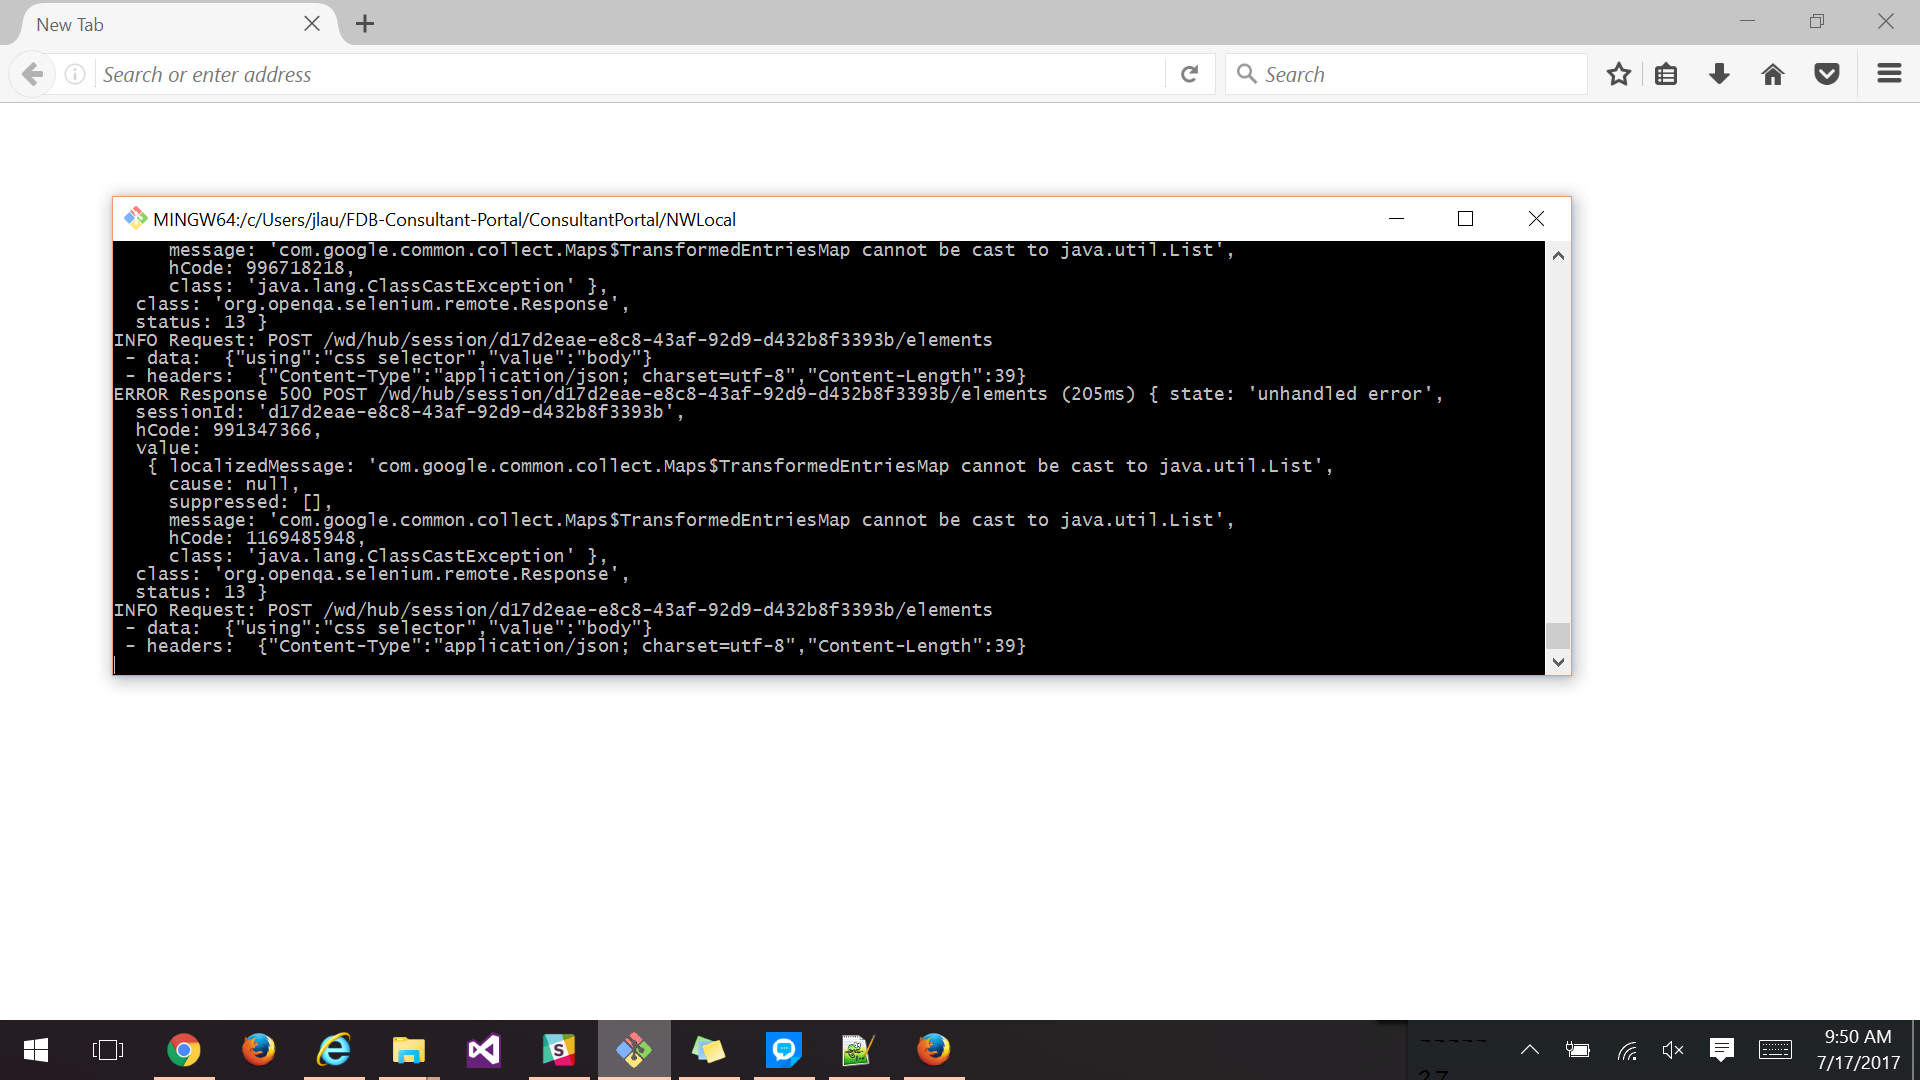 New Tab
Search or enter address
Search
MINGW64:/c/Users/jlau/FDB-Consultant-Portal/ConsultantPortal/NWLocal
message: 'com.google.common.collect.Maps$TransformedEntriesMap cannot be cast to java.util.List',
hCode: 996718218,
class: 'java.lang.ClassCastException' },
class: 'org.openqa.selenium.remote.Response',
status: 13 }
INFO Request: POST /wd/hub/session/d17d2eae-e8c8-43af-92d9-d432b8f3393b/elements
- data:  {"using":"css selector","value":"body"}
- headers:  {"Content-Type":"application/json; charset=utf-8","Content-Length":39}
ERROR Response 500 POST /wd/hub/session/d17d2eae-e8c8-43af-92d9-d432b8f3393b/elements (205ms) { state: 'unhandled error',
sessionId: 'd17d2eae-e8c8-43af-92d9-d432b8f3393b',
hCode: 991347366,
value:
{ localizedMessage: 'com.google.common.collect.Maps$TransformedEntriesMap cannot be cast to java.util.List',
cause: null,
suppressed: [],
message: 'com.google.common.collect.Maps$TransformedEntriesMap cannot be cast to java.util.List',
hCode: 1169485948,
class: 'java.lang.ClassCastException' },
class: 'org.openqa.selenium.remote.Response',
status: 13 }
INFO Request: POST /wd/hub/session/d17d2eae-e8c8-43af-92d9-d432b8f3393b/elements
- data:  {"using":"css selector","value":"body"}
- headers:  {"Content-Type":"application/json; charset=utf-8","Content-Length":39}
9:50 AM
7/17/2017